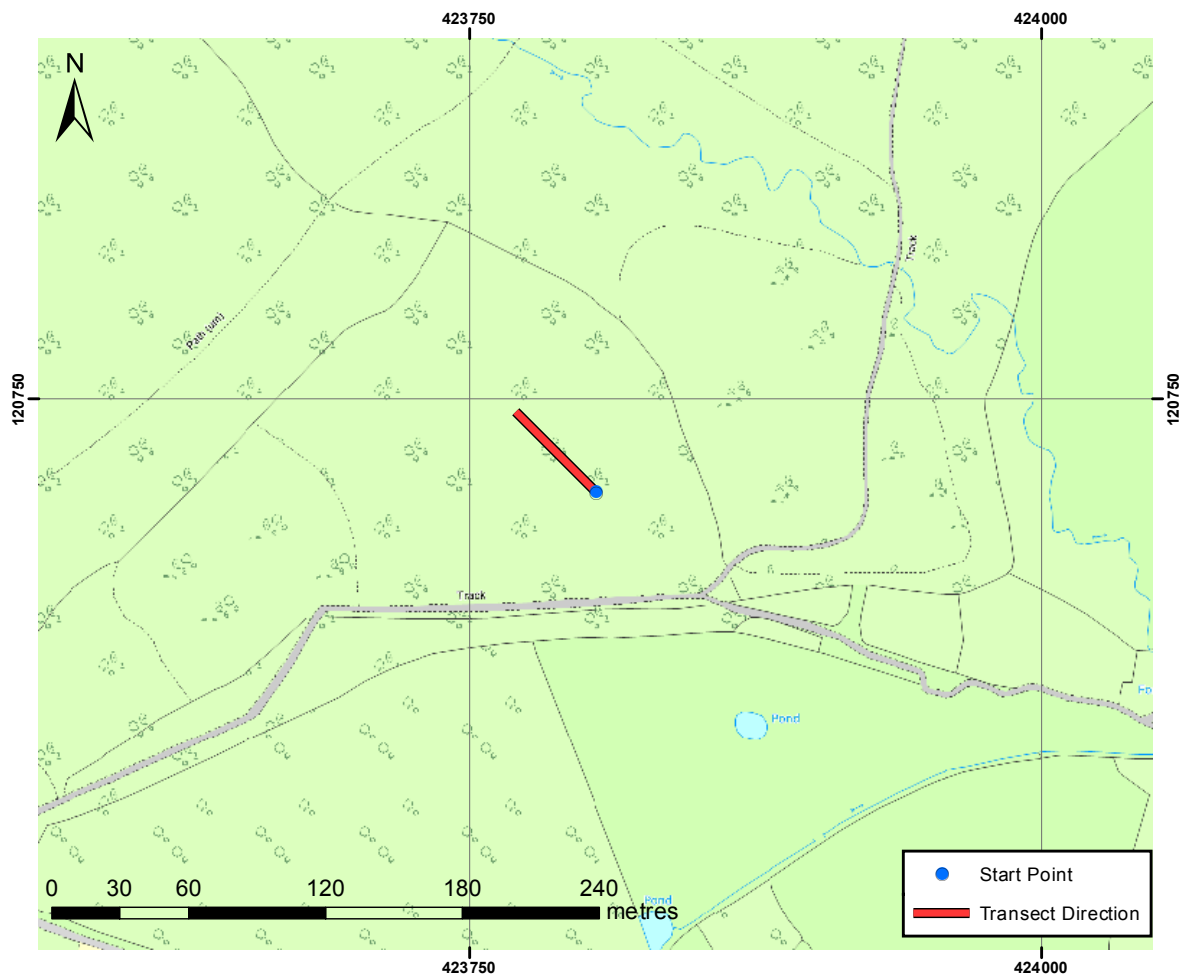 423750
424000
N
Track
Path (um)
120750
120750
Track
Pond
Pond
0 30 60 120 180 240
metres
Start Point
Transect Direction
423750
424000